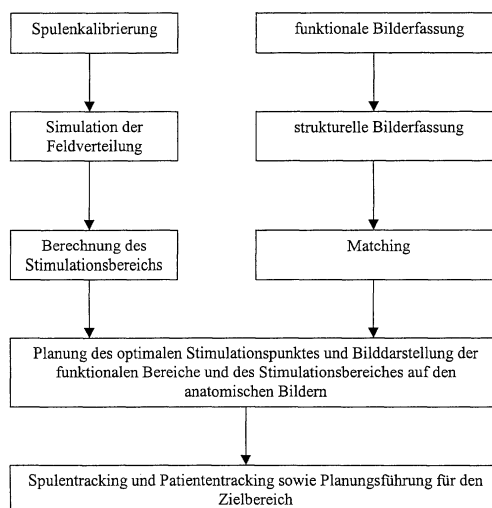 Spulenkalibrierung
funktionale Bilderfassung
Simulation der
Feldverteilung
strukturelle Bilderfassung
Berechnung des
Stimulationsbereichs
Matching
Planung des optimalen Stimulationspunktes und Bilddarstellung der
funktionalen Bereiche und des Stimulationsbereiches auf den
anatomischen Bildern
Spulentracking und Patiententracking sowie Planungsführung für den
Zielbereich